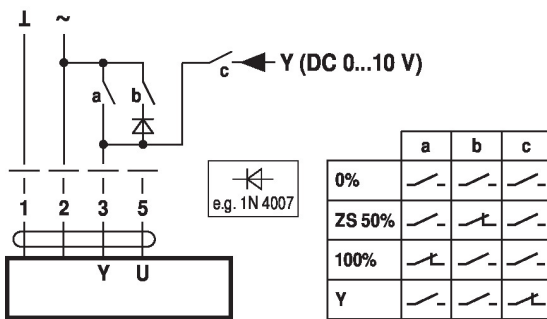 ⊥ ~
a b c Y (DC 0...10 V)
1 2 3 5
Y U
e.g. 1N 4007
a b c
0%
ZS 50%
100%
Y